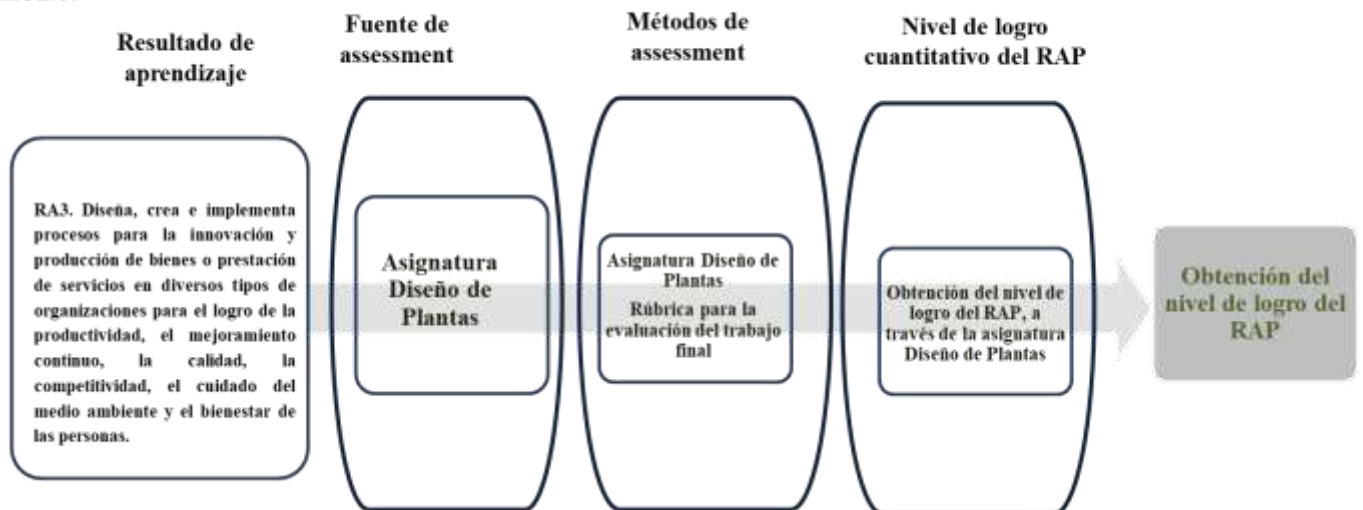 Resultado de
aprendizaje
Fuente de
assessment
Métodos de
assessment
Nivel de logro
cuantitativo del RAP
RA3. Diseña, crea e implementa
procesos para la innovación y
producción de bienes o prestación
de servicios en diversos tipos de
organizaciones para el logro de la
productividad, el mejoramiento
continuo, la calidad, la
competitividad, el cuidado del
medio ambiente y el bienestar de
las personas.
Asignatura
Diseño de
Plantas
Asignatura Diseño de
Plantas
Rúbrica para la
evaluación del trabajo
final
Obtención del nivel de
logro del RAP, a
través de la asignatura
Diseño de Plantas
Obtención del
nivel de logro del
RAP